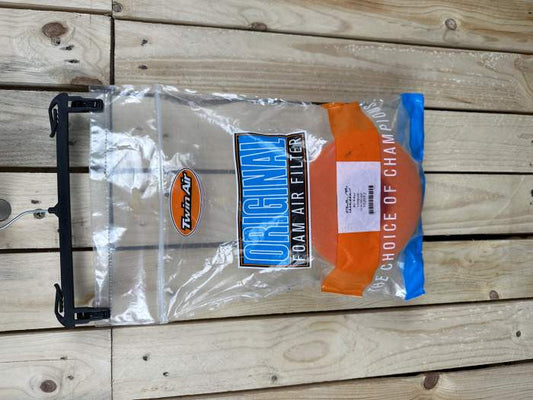 Twin Air
ORIGINAL
FOAM AIR FILTER
THE CHOICE OF CHAMPIONS